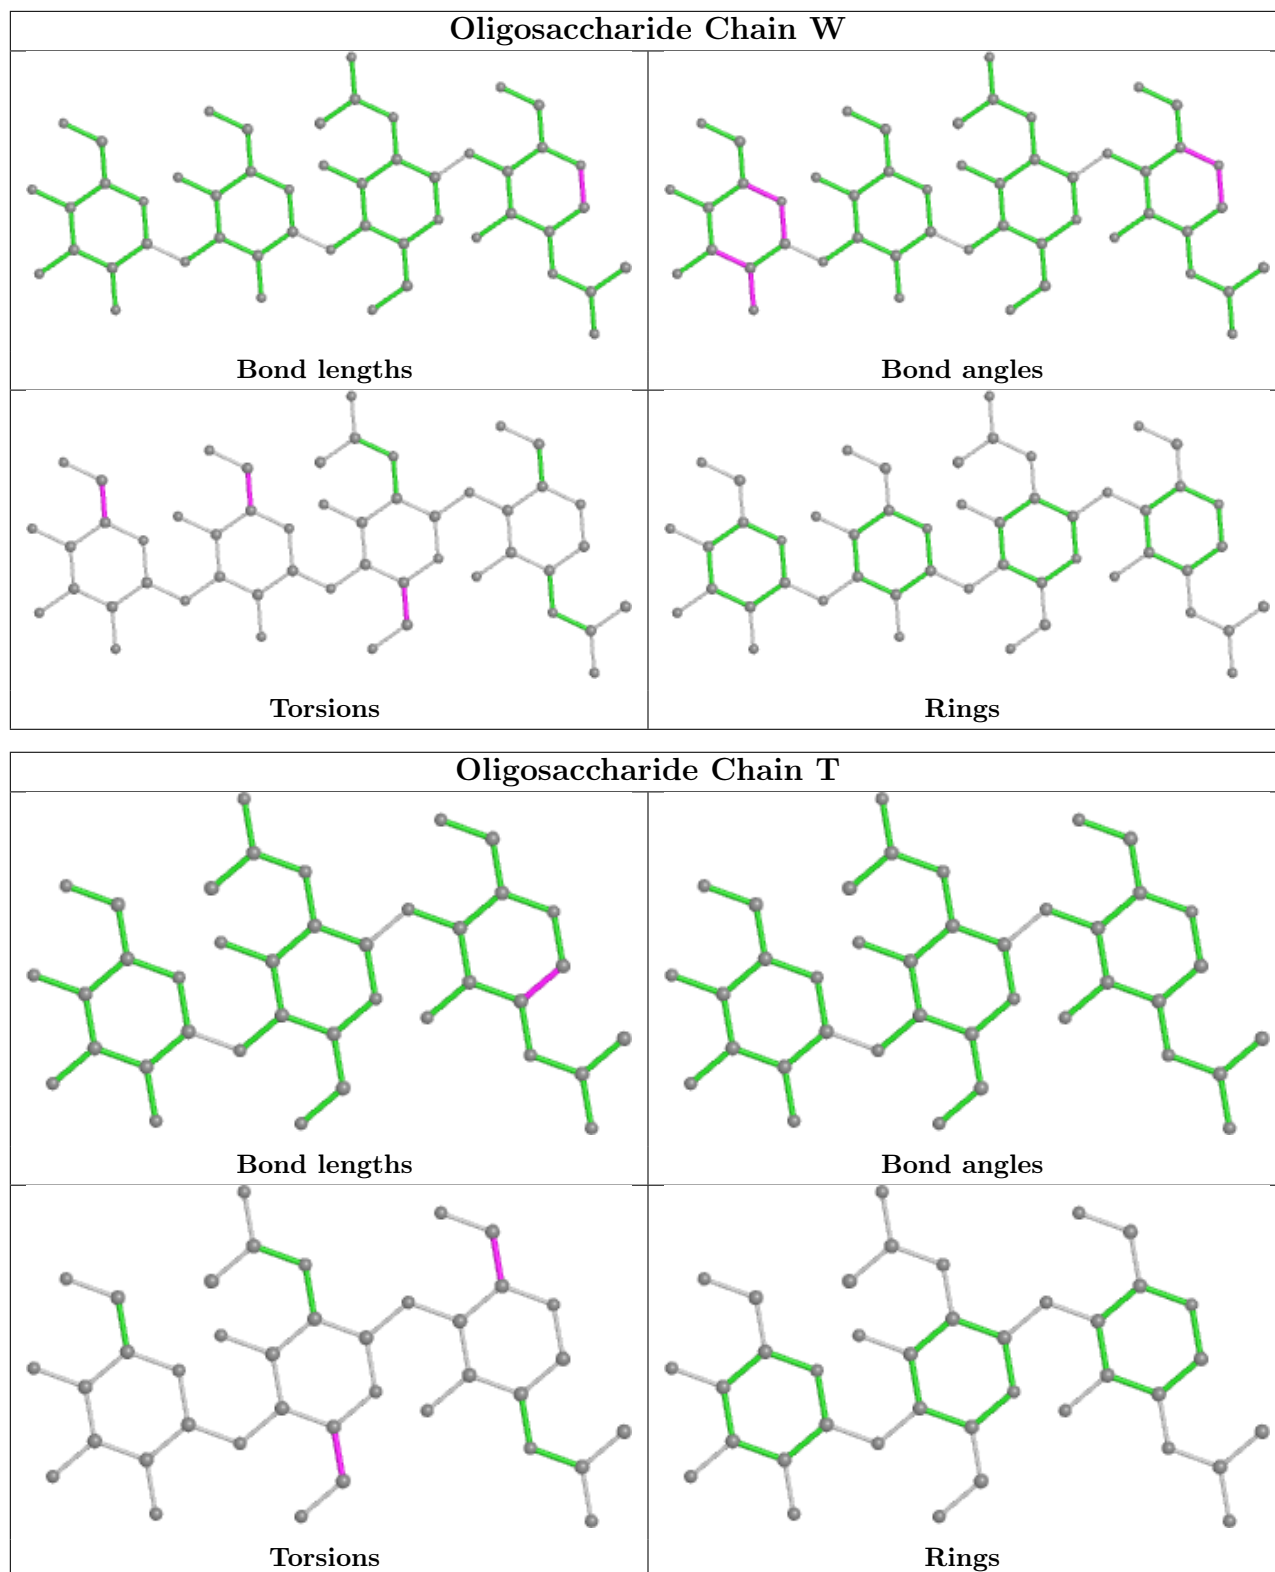 Oligosaccharide Chain W
Bond lengths
Bond angles
Torsions
Rings
Oligosaccharide Chain T
Bond lengths
Bond angles
Torsions
Rings